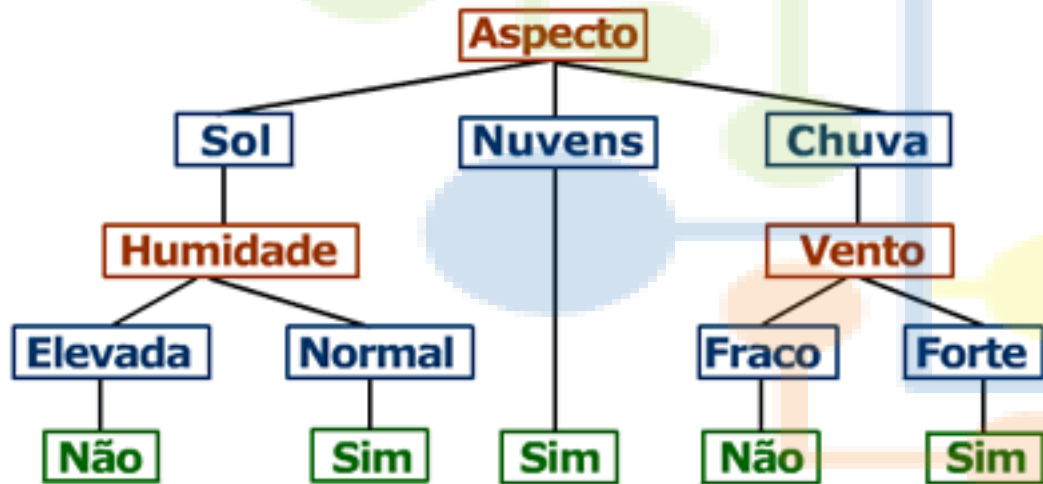 Aspecto
Sol Nuvens Chuva
Humidade Vento
Elevada Normal Fraco Forte
Não Sim Sim Não Sim